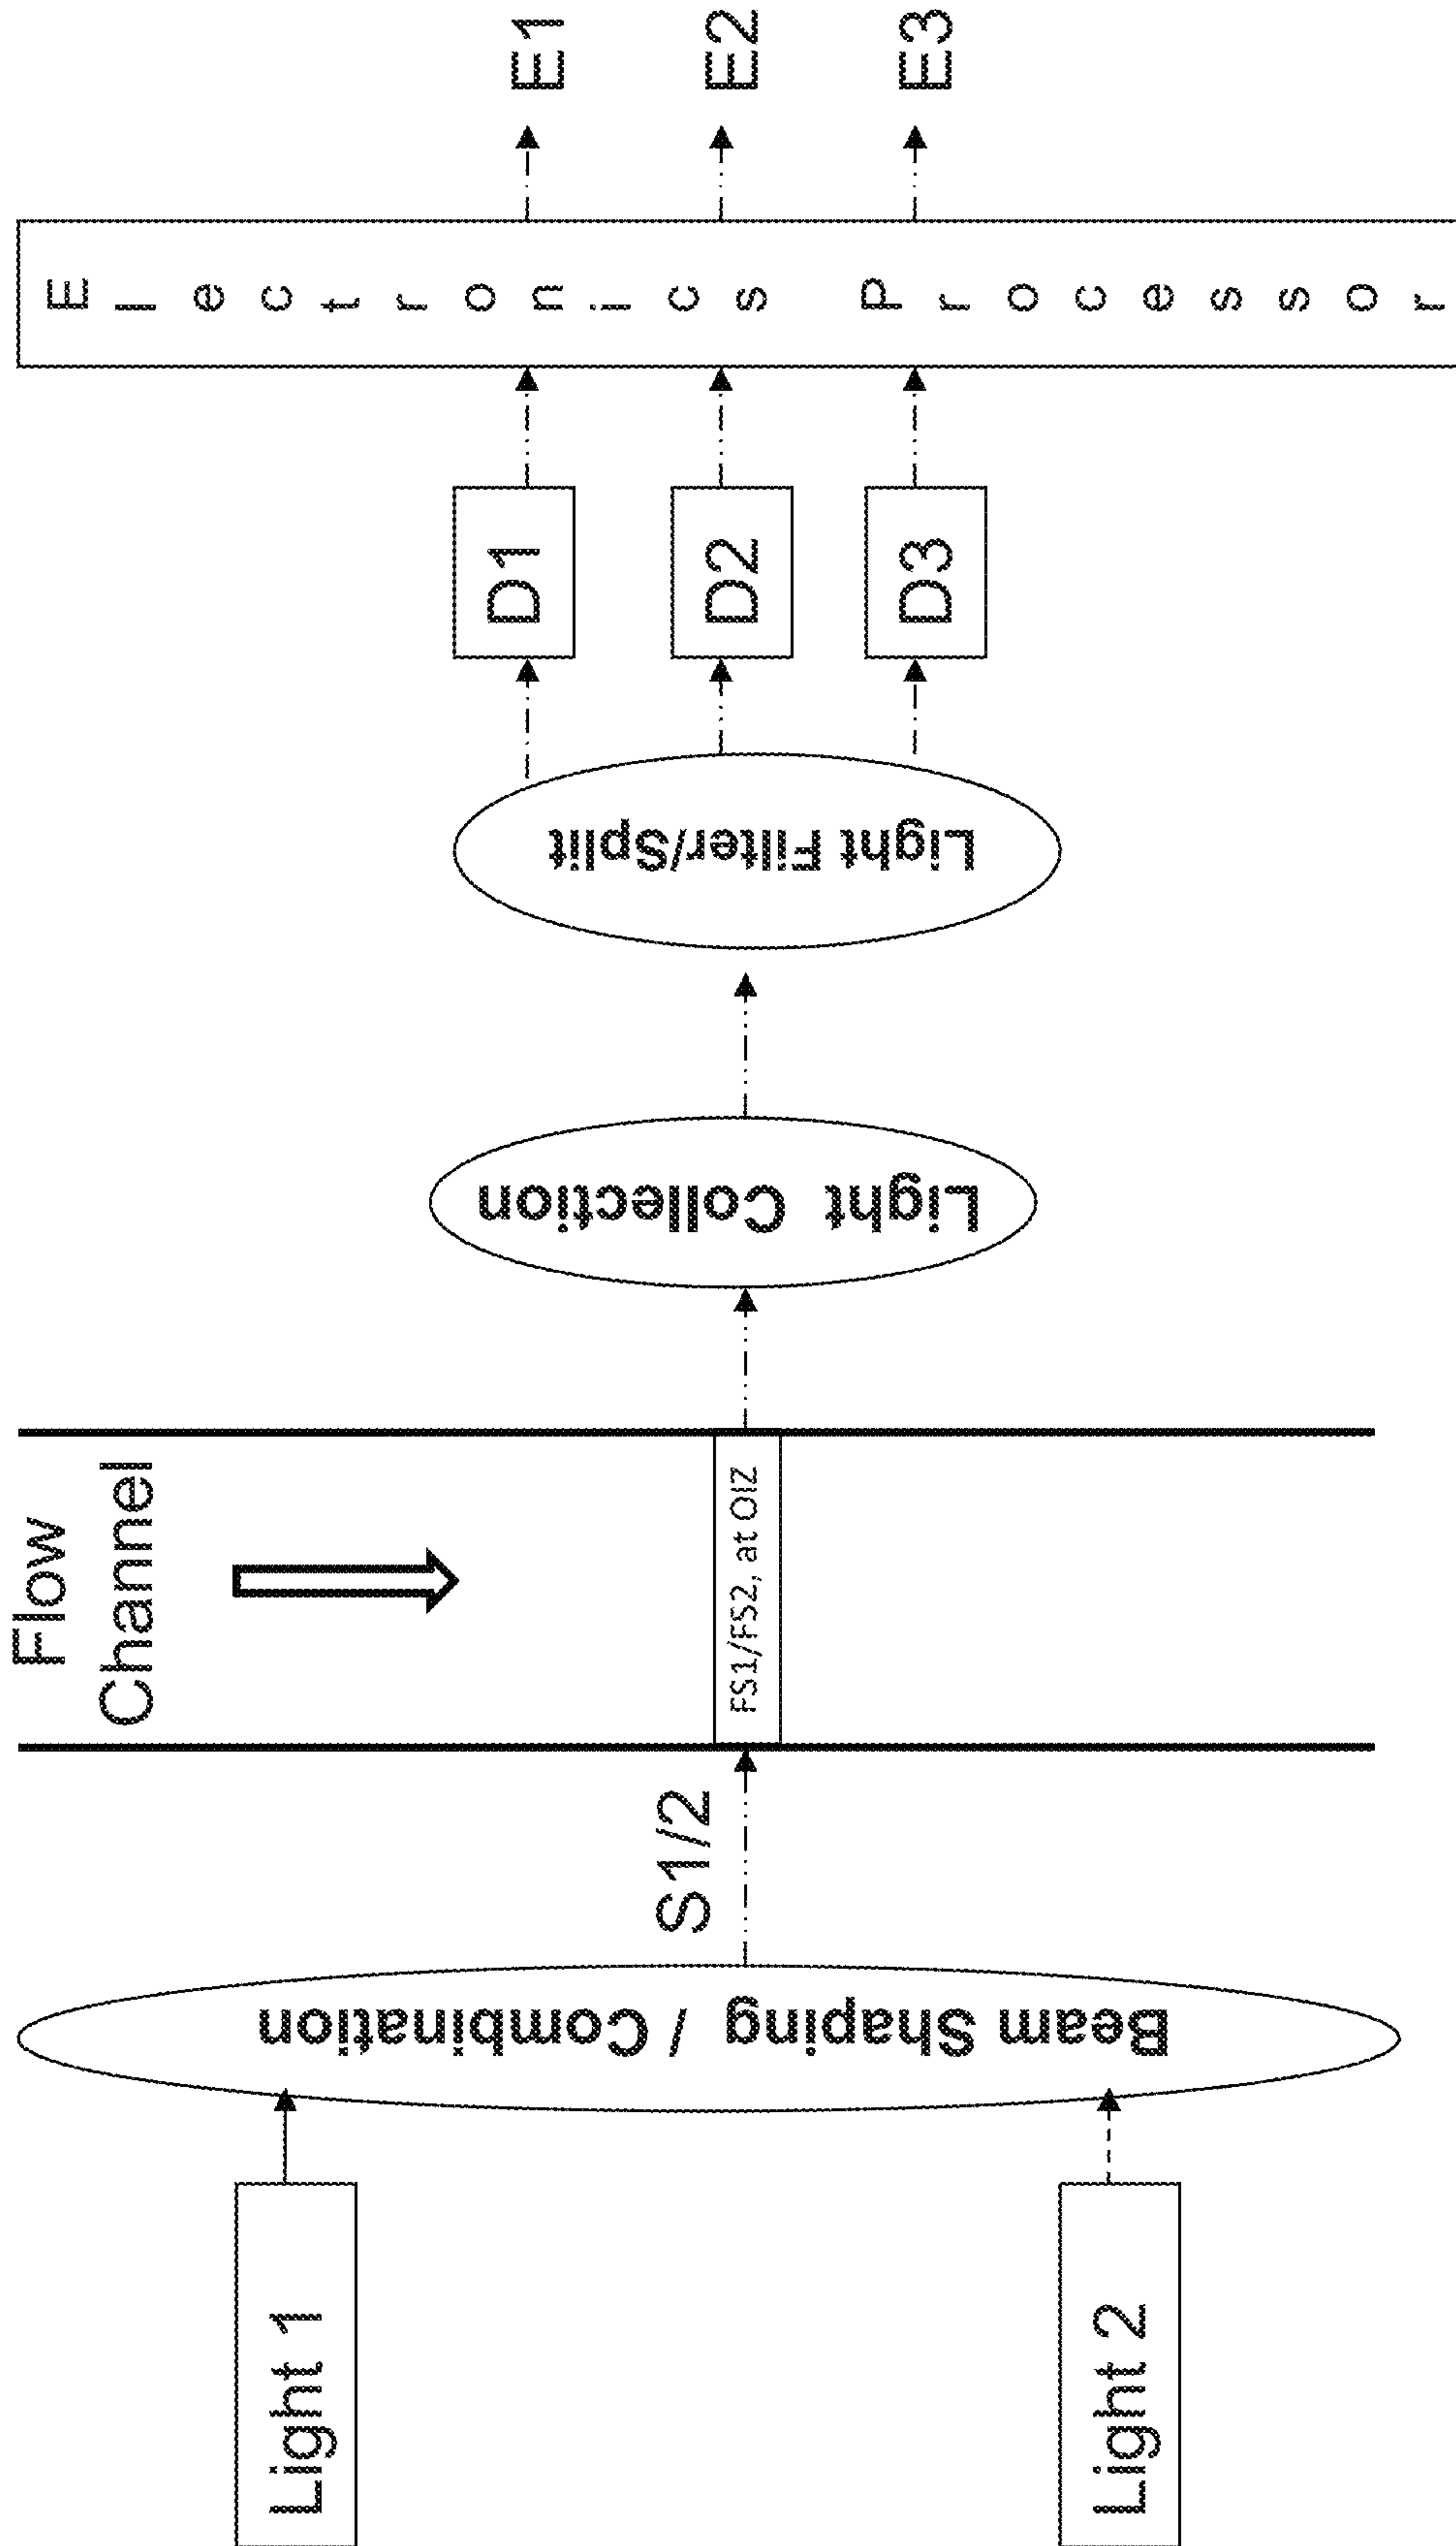 Light 1
Light 2
Beam Shaping / Combination
S1/2
Flow
Channel
FS1/FS2, at OIZ
Light Collection
Light Filter/Split
D1
D2
D3
Electronics Processor
E1
E2
E3